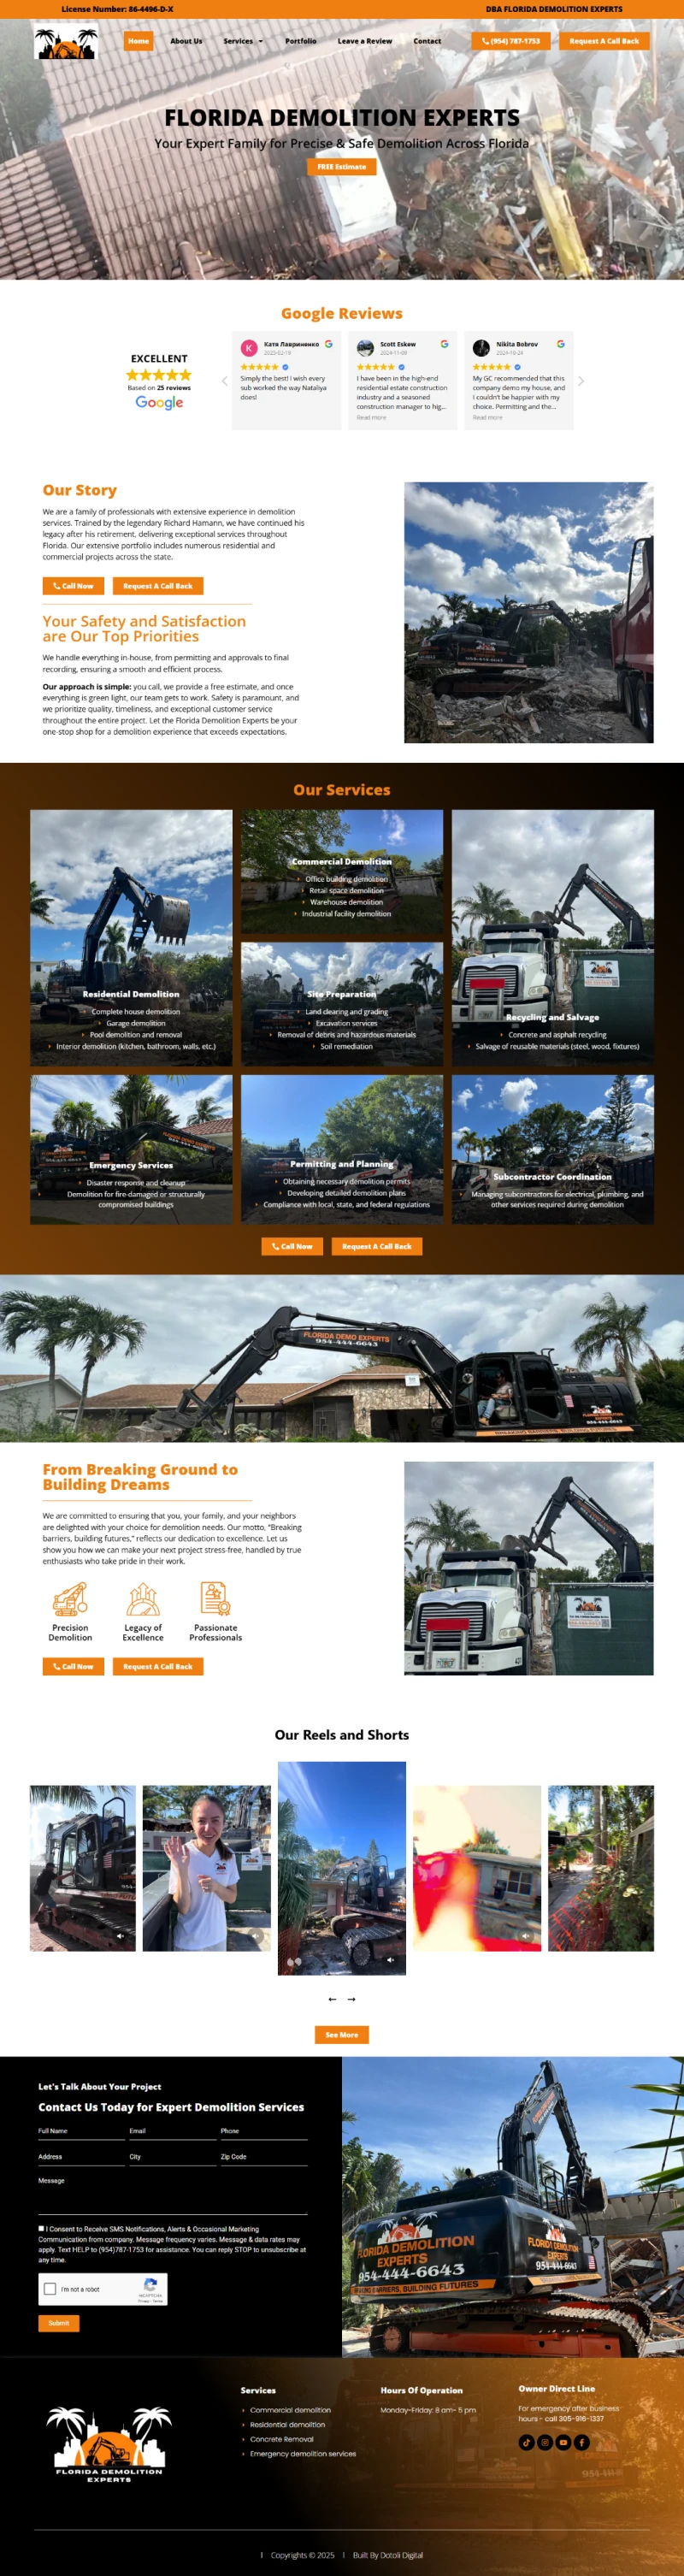 License Number: 86-4496-D-X
DBA FLORIDA DEMOLITION EXPERTS
Home
About Us
Services
Portfolio
Leave a Review
Contact
(954) 787-1753
Request A Call Back
FLORIDA DEMOLITION EXPERTS
Your Expert Family for Precise & Safe Demolition Across Florida
FREE Estimate
Google Reviews
EXCELLENT
Based on 25 reviews
Google
K
Катя Лавриненко
2025-02-19
Simply the best! I wish every
sub worked the way Nataliya
does!
Scott Eskew
2024-11-08
I have been in the high-end
residential estate construction
industry and a seasoned
construction manager to hig...
Read more
Nikita Bobrov
2024-10-24
My GC recommended that this
company demo my house, and
I couldn't be happier with my
choice. Permitting and the...
Read more
Our Story
We are a family of professionals with extensive experience in demolition
services. Trained by the legendary Richard Hamann, we have continued his
legacy after his retirement, delivering exceptional services throughout
Florida. Our extensive portfolio includes numerous residential and
commercial projects across the state.
Call Now
Request A Call Back
Your Safety and Satisfaction
are Our Top Priorities
We handle everything in-house, from permitting and approvals to final
recording, ensuring a smooth and efficient process.
Our approach is simple: you call, we provide a free estimate, and once
everything is green light, our team gets to work. Safety is paramount, and
we prioritize quality, timeliness, and exceptional customer service
throughout the entire project. Let the Florida Demolition Experts be your
one-stop shop for a demolition experience that exceeds expectations.
Our Services
Residential Demolition
Complete house demolition
Garage demolition
Pool demolition and removal
Interior demolition (kitchen, bathroom, walls, etc.)
Commercial Demolition
Office building demolition
Retail space demolition
Warehouse demolition
Industrial facility demolition
Site Preparation
Land clearing and grading
Excavation services
Removal of debris and hazardous materials
Soil remediation
Recycling and Salvage
Concrete and asphalt recycling
Salvage of reusable materials (steel, wood, fixtures)
Emergency Services
Disaster response and cleanup
Demolition for fire-damaged or structurally
compromised buildings
Permitting and Planning
Obtaining necessary demolition permits
Developing detailed demolition plans
Compliance with local, state, and federal regulations
Subcontractor Coordination
Managing subcontractors for electrical, plumbing, and
other services required during demolition
Call Now
Request A Call Back
FLORIDA DEMO EXPERTS
954-444-6643
From Breaking Ground to
Building Dreams
We are committed to ensuring that you, your family, and your neighbors
are delighted with your choice for demolition needs. Our motto, "Breaking
barriers, building futures," reflects our dedication to excellence. Let us
show you how we can make your next project stress-free, handled by true
enthusiasts who take pride in their work.
Precision
Demolition
Legacy of
Excellence
Passionate
Professionals
Call Now
Request A Call Back
Our Reels and Shorts
See More
Let's Talk About Your Project
Contact Us Today for Expert Demolition Services
Full Name
Email
Phone
Address
City
Zip Code
Message
I Consent to Receive SMS Notifications, Alerts & Occasional Marketing
Communication from company. Message frequency varies. Message & data rates may
apply. Text HELP to (954)787-1753 for assistance. You can reply STOP to unsubscribe at
any time.
I'm not a robot
reCAPTCHA
Privacy - Terms
Submit
FLORIDA DEMOLITION
EXPERTS
954-444-6643
BUILDING FUTURES
FLORIDA DEMOLITION
EXPERTS
954-444-6643
FLORIDA DEMOLITION
EXPERTS
Services
Commercial demolition
Residential demolition
Concrete Removal
Emergency demolition services
Hours Of Operation
Monday-Friday: 8 am- 5 pm
Owner Direct Line
For emergency after business
hours - call 305-916-1337
Copyrights © 2025
Built By Dotoli Digital